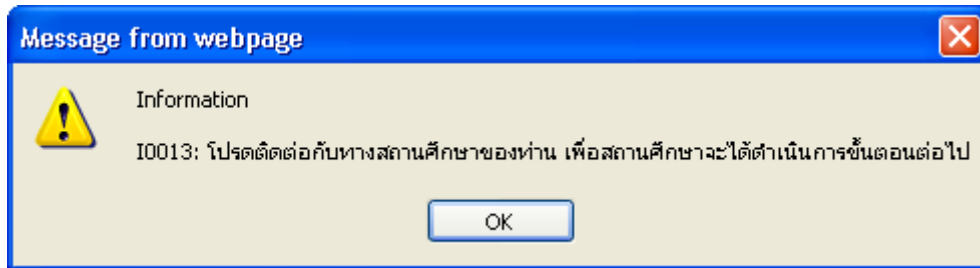 Message from webpage
Information
I0013: โปรดติดต่อกับทางสถานศึกษาของท่าน เพื่อสถานศึกษาจะได้ดำเนินการขั้นตอนต่อไป
OK